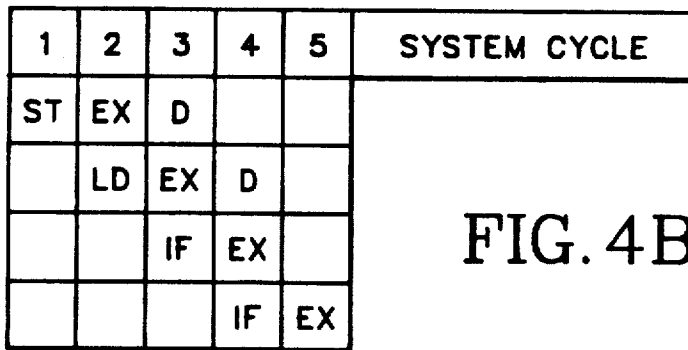 1 2 3 4 5 SYSTEM CYCLE
ST EX D
LD EX D
IF EX
IF EX
FIG. 4B